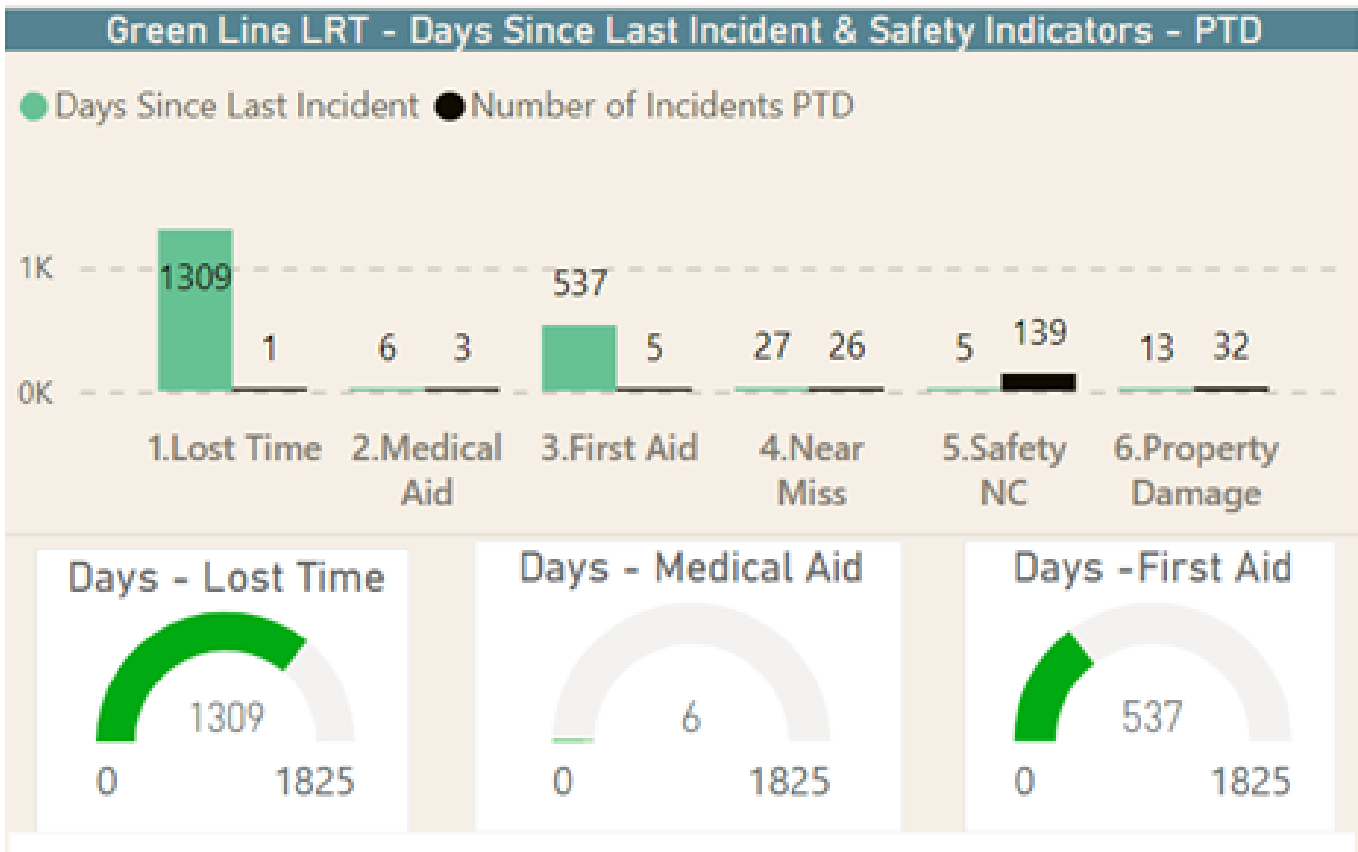 Green Line LRT - Days Since Last Incident & Safety Indicators - PTD
Days Since Last Incident Number of Incidents PTD
1K
1309
537
1
6
3
5
27
26
5
139
13
32
0K
1.Lost Time
2.Medical
Aid
3.First Aid
4.Near
Miss
5.Safety
NC
6.Property
Damage
Days - Lost Time
1309
0
1825
Days - Medical Aid
6
0
1825
Days -First Aid
537
0
1825